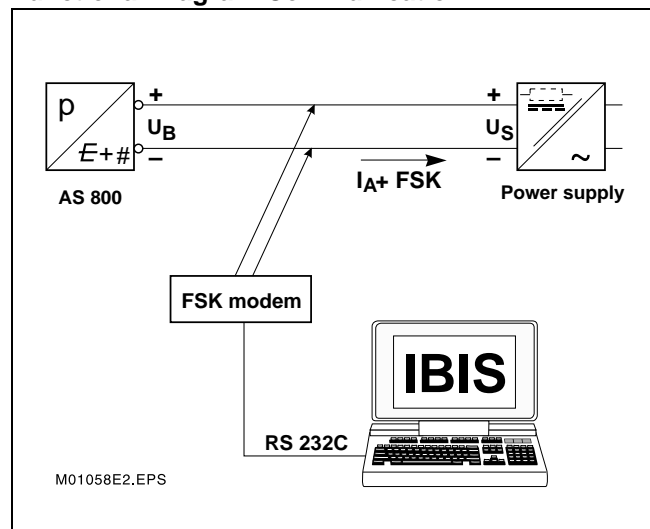 p
E+#
AS 800
+
U_B
–
+
U_S
–
I_A+ FSK
~
Power supply
FSK modem
IBIS
RS 232C
M01058E2.EPS